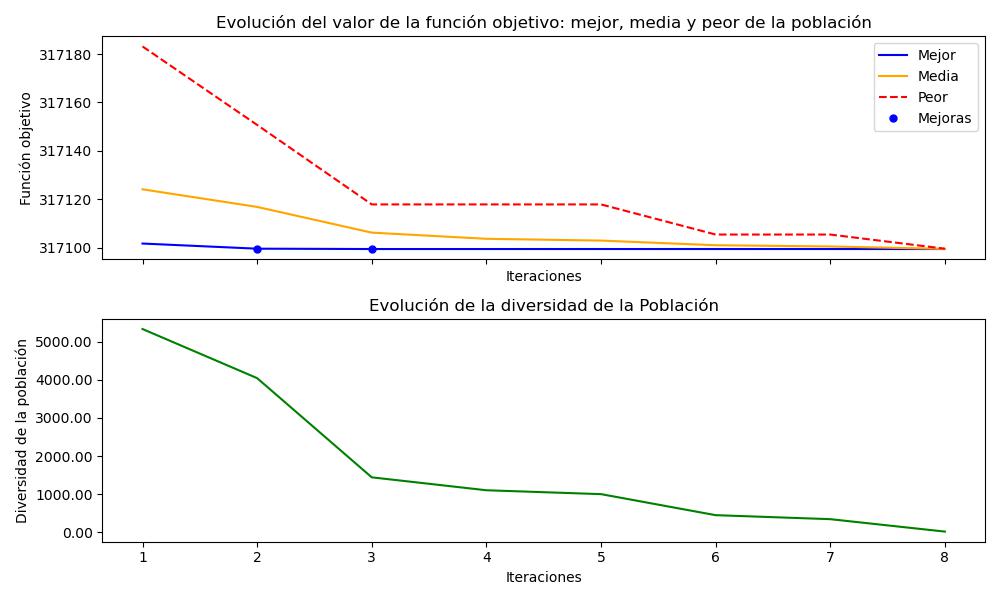 Evolución del valor de la función objetivo: mejor, media y peor de la población
Función objetivo
317180
317160
317140
317120
317100
Mejor
Media
Peor
Mejoras
Iteraciones
Evolución de la diversidad de la Población
Diversidad de la población
5000.00
4000.00
3000.00
2000.00
1000.00
0.00
1 2 3 4 5 6 7 8
Iteraciones